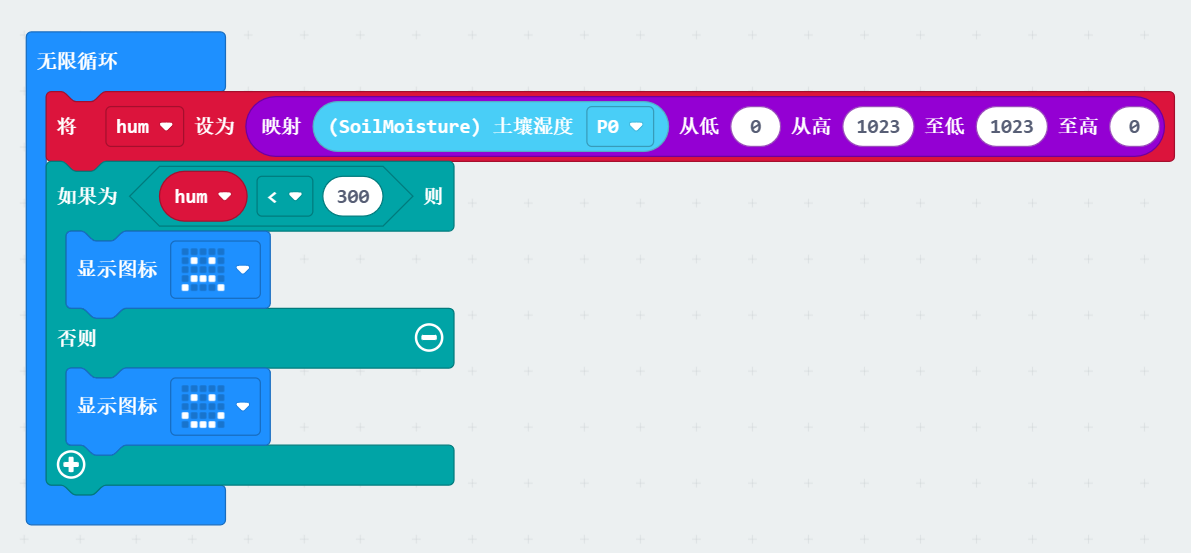 无限循环
将 hum 设为 映射 (SoilMoisture) 土壤湿度 P0 从低 0 从高 1023 至低 1023 至高 0
如果为 hum < 300 则
显示图标
否则
显示图标